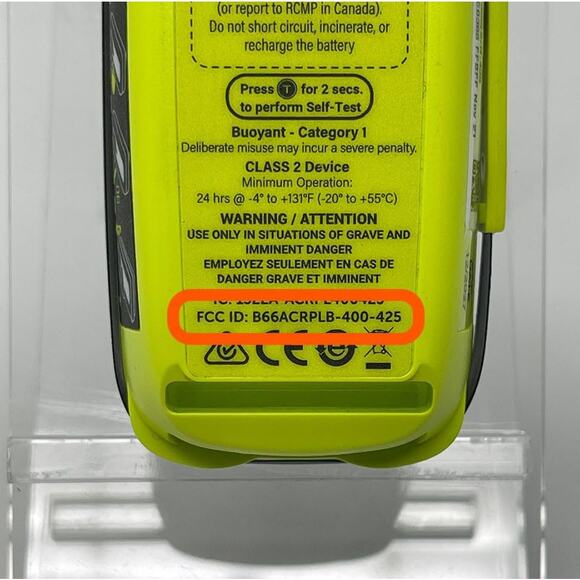 (or report to RCMP in Canada).
Do not short circuit, incinerate, or
recharge the battery
Press T for 2 secs.
to perform Self-Test
Buoyant - Category 1
Deliberate misuse may incur a severe penalty.
CLASS 2 Device
Minimum Operation:
24 hrs @ -4° to +131°F (-20° to +55°C)
WARNING / ATTENTION
USE ONLY IN SITUATIONS OF GRAVE AND
IMMINENT DANGER
EMPLOYEZ SEULEMENT EN CAS DE
DANGER GRAVE ET IMMINENT
FCC ID: B66ACRPLB-400-425
CE